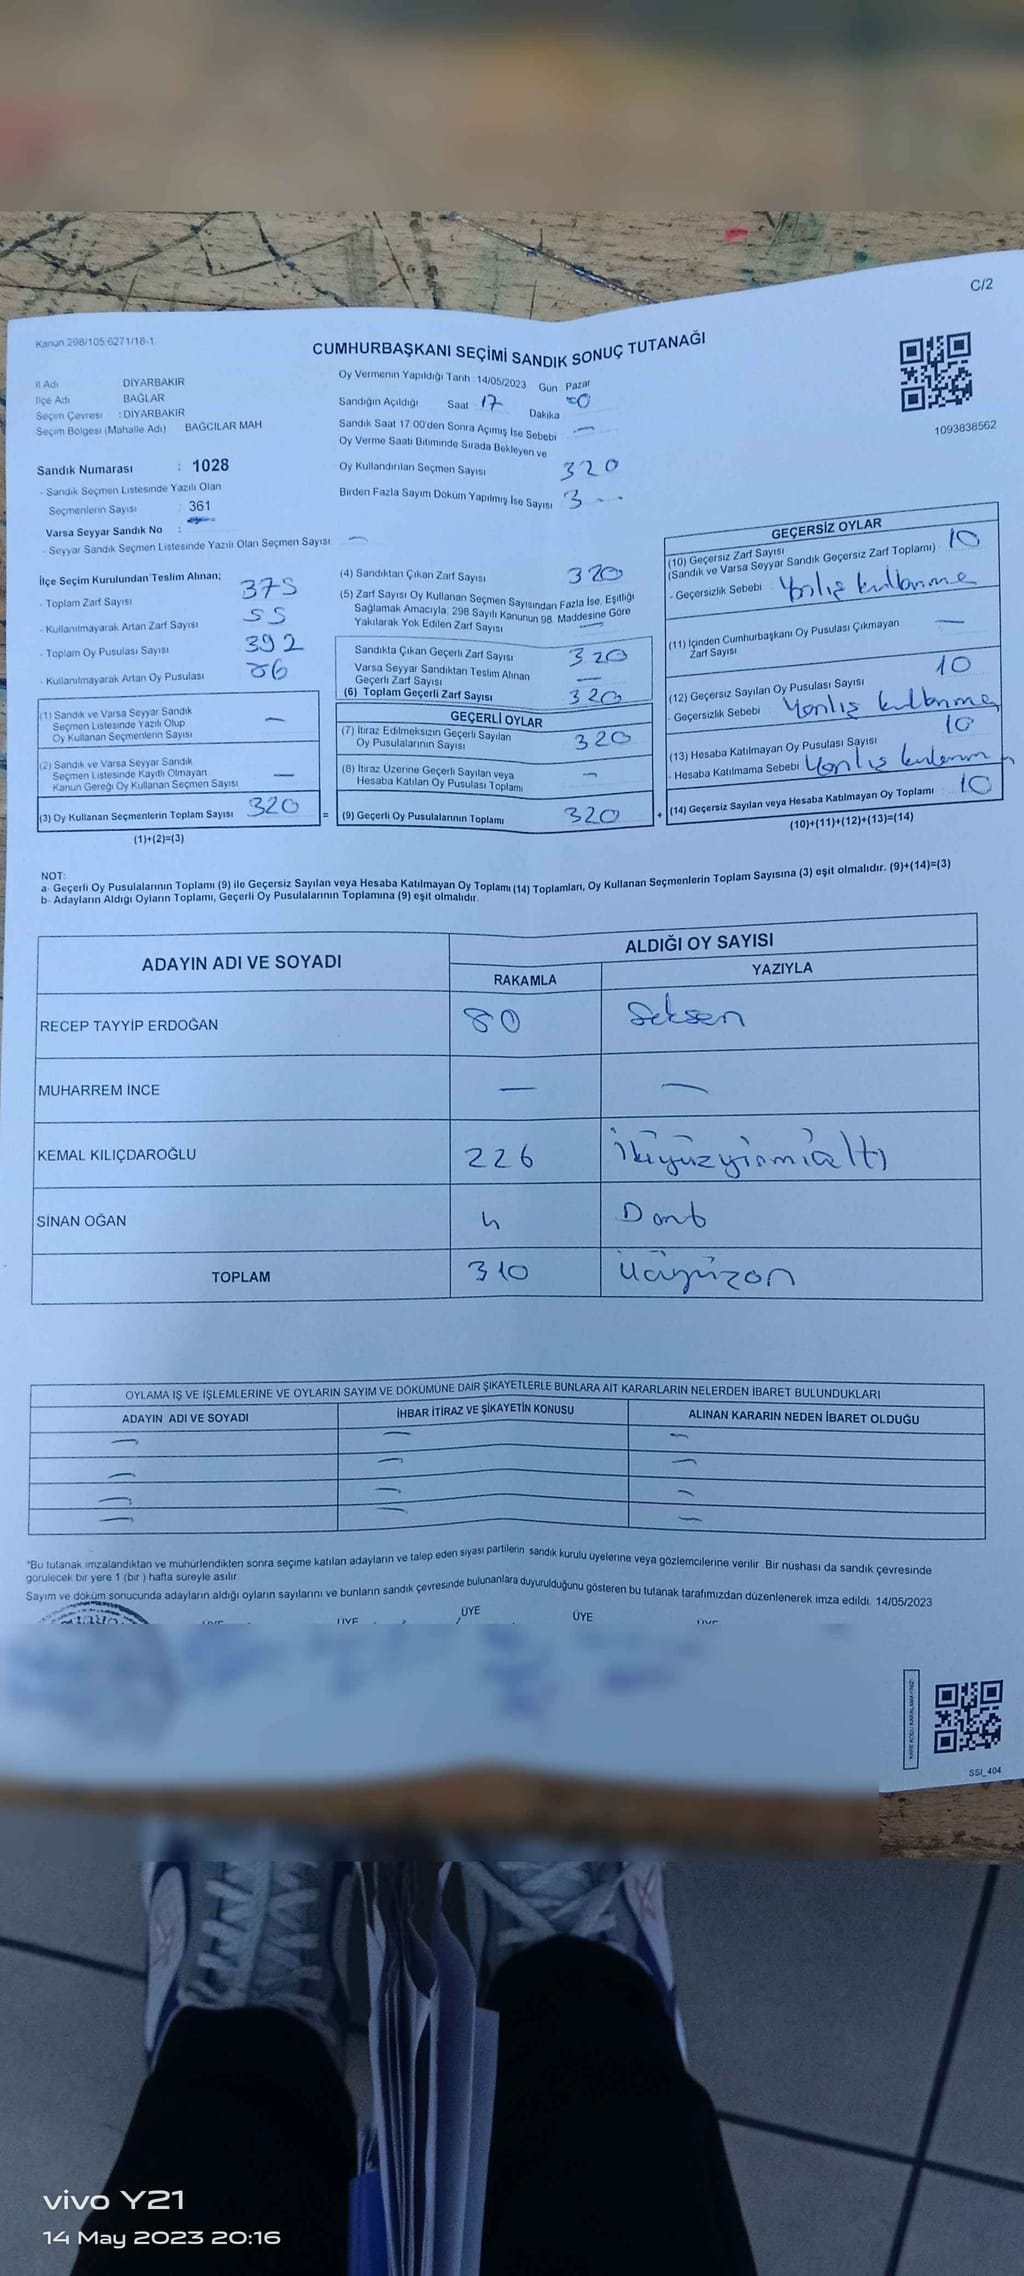 C/2
Kanun 298/105 6271/18-1
CUMHURBAŞKANI SEÇİMİ SANDIK SONUÇ TUTANAĞI
1093838562
İl Adı DİYARBAKIR
İlçe Adı BAĞLAR
Seçim Çevresi : DİYARBAKIR
Seçim Bölgesi (Mahalle Adı) BAĞCILAR MAH.
Sandık Numarası : 1028
- Sandık Seçmen Listesinde Yazılı Olan
Seçmenlerin Sayısı : 361
Varsa Seyyar Sandık No :
- Seyyar Sandık Seçmen Listesinde Yazılı Olan Seçmen Sayısı —
Oy Vermenin Yapıldığı Tarih 14/05/2023 Gün Pazar
Sandığın Açıldığı Saat 17 Dakika
Sandık Saat 17:00'den Sonra Açımış İse Sebebi —
Oy Verme Saati Bitiminde Sırada Bekleyen ve
Oy Kullandırılan Seçmen Sayısı 320
Birden Fazla Sayım Döküm Yapılmış İse Sayısı 3 --
İlçe Seçim Kurulundan Teslim Alınan;
- Toplam Zarf Sayısı 375
- Kullanılmayarak Artan Zarf Sayısı 55
- Toplam Oy Pusulası Sayısı 392
- Kullanılmayarak Artan Oy Pusulası
(1) Sandık ve Varsa Seyyar Sandık
Seçmen Listesinde Yazılı Olup
Oy Kullanan Seçmenlerin Sayısı —
(2) Sandık ve Varsa Seyyar Sandık
Seçmen Listesinde Kayıtlı Olmayan
Kanun Gereği Oy Kullanan Seçmen Sayısı —
(3) Oy Kullanan Seçmenlerin Toplam Sayısı 320
(1)+(2)=(3)
=
(4) Sandıktan Çıkan Zarf Sayısı 320
(5) Zarf Sayısı Oy Kullanan Seçmen Sayısından Fazla İse, Eşitliği
Sağlamak Amacıyla, 298 Sayılı Kanunun 98. Maddesine Göre
Yakılarak Yok Edilen Zarf Sayısı —
Sandıkta Çıkan Geçerli Zarf Sayısı 320
Varsa Seyyar Sandıktan Teslim Alınan
Geçerli Zarf Sayısı —
(6) Toplam Geçerli Zarf Sayısı 320
GEÇERLİ OYLAR
(7) İtiraz Edilmeksizin Geçerli Sayılan
Oy Pusulalarının Sayısı 320
(8) İtiraz Üzerine Geçerli Sayılan veya
Hesaba Katılan Oy Pusulası Toplamı —
(9) Geçerli Oy Pusulalarının Toplamı 320
+
GEÇERSİZ OYLAR
(10) Geçersiz Zarf Sayısı 10
(Sandık ve Varsa Seyyar Sandık Geçersiz Zarf Toplamı)
- Geçersizlik Sebebi : Yanlış kullanma
(11) İçinden Cumhurbaşkanı Oy Pusulası Çıkmayan
Zarf Sayısı —
(12) Geçersiz Sayılan Oy Pusulası Sayısı 10
- Geçersizlik Sebebi : Yanlış kullanma
(13) Hesaba Katılmayan Oy Pusulası Sayısı 10
- Hesaba Katılmama Sebebi Yanlış
(14) Geçersiz Sayılan veya Hesaba Katılmayan Oy Toplamı : 10
(10)+(11)+(12)+(13)=(14)
NOT:
a- Geçerli Oy Pusulalarının Toplamı (9) ile Geçersiz Sayılan veya Hesaba Katılmayan Oy Toplamı (14) Toplamları, Oy Kullanan Seçmenlerin Toplam Sayısına (3) eşit olmalıdır. (9)+(14)=(3)
b- Adayların Aldığı Oyların Toplamı, Geçerli Oy Pusulalarının Toplamına (9) eşit olmalıdır.
ADAYIN ADI VE SOYADI
ALDIĞI OY SAYISI
RAKAMLA YAZIYLA
RECEP TAYYİP ERDOĞAN 80 Seksen
MUHARREM İNCE — —
KEMAL KILIÇDAROĞLU 226 İkiyüzyirmialtı
SİNAN OĞAN 4 Dört
TOPLAM 310 Üçyüzon
OYLAMA İŞ VE İŞLEMLERİNE VE OYLARIN SAYIM VE DÖKÜMÜNE DAİR ŞİKAYETLERLE BUNLARA AİT KARARLARIN NELERDEN İBARET BULUNDUKLARI
ADAYIN ADI VE SOYADI İHBAR İTİRAZ VE ŞİKAYETİN KONUSU ALINAN KARARIN NEDEN İBARET OLDUĞU
— — —
— — —
— — —
— — —
*Bu tutanak imzalandıktan ve mühürlendikten sonra seçime katılan adayların ve talep eden siyasi partilerin sandık kurulu üyelerine veya gözlemcilerine verilir. Bir nüshası da sandık çevresinde
görülecek bir yere 1 (bir) hafta süreyle asılır.
Sayım ve döküm sonucunda adayların aldığı oyların sayılarını ve bunların sandık çevresinde bulunanlara duyurulduğunu gösteren bu tutanak tarafımızdan düzenlenerek imza edildi. 14/05/2023
ÜYE ÜYE ÜYE ÜYE ÜYE
KARE KODU KARALAMAYINIZ!
SSİ_404
vivo Y21
14 May 2023 20:16